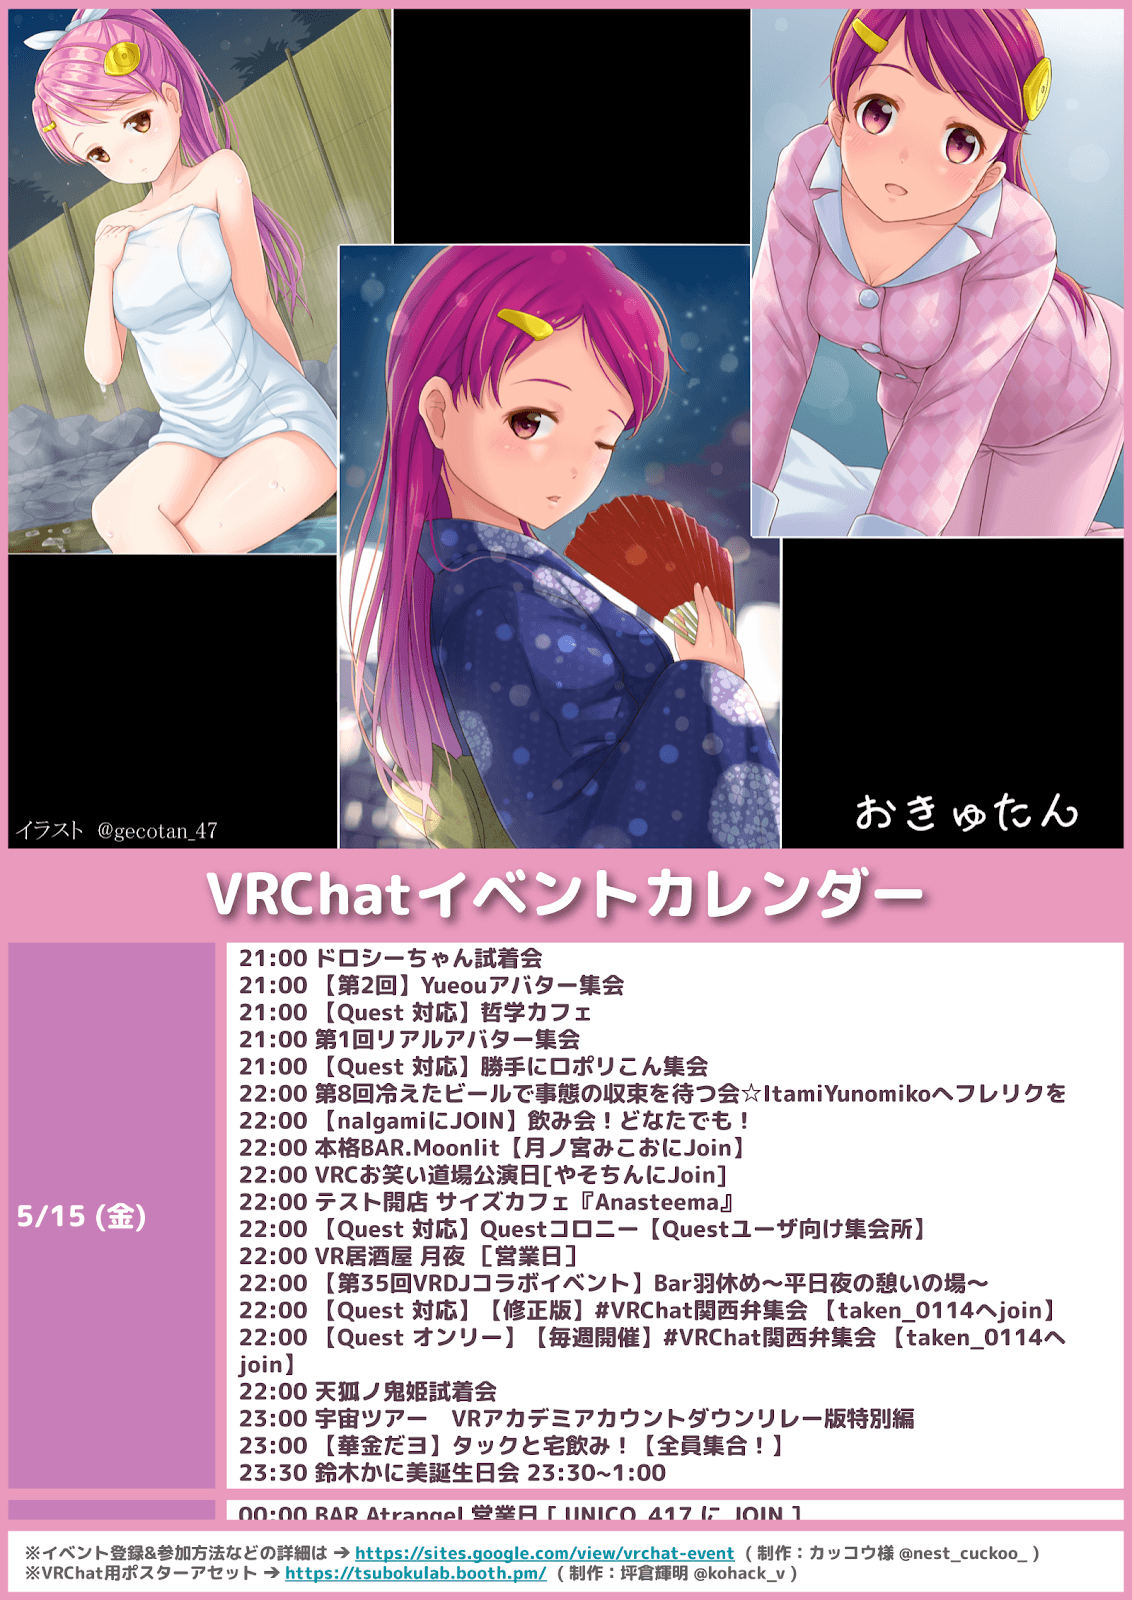 イラスト @gecotan_47
おきゅたん
VRChatイベントカレンダー
5/15 (金)
21:00 ドロシーちゃん試着会
21:00 【第2回】Yueouアバター集会
21:00 【Quest 対応】哲学カフェ
21:00 第1回リアルアバター集会
21:00 【Quest 対応】勝手にロポリこん集会
22:00 第8回冷えたビールで事態の収束を待つ会☆ItamiYunomikoへフレリクを
22:00 【nalgamiにJOIN】飲み会！どなたでも！
22:00 本格BAR.Moonlit【月ノ宮みこおにJoin】
22:00 VRCお笑い道場公演日[やそちんにJoin]
22:00 テスト開店 サイズカフェ『Anasteema』
22:00 【Quest 対応】Questコロニー【Questユーザ向け集会所】
22:00 VR居酒屋 月夜 ［営業日］
22:00 【第35回VRDJコラボイベント】Bar羽休め〜平日夜の憩いの場〜
22:00 【Quest 対応】【修正版】#VRChat関西弁集会 【taken_0114へjoin】
22:00 【Quest オンリー】【毎週開催】#VRChat関西弁集会 【taken_0114へ
join】
22:00 天狐ノ鬼姫試着会
23:00 宇宙ツアー　VRアカデミアカウントダウンリレー版特別編
23:00 【華金だヨ】タックと宅飲み！【全員集合！】
23:30 鈴木かに美誕生日会 23:30~1:00
00:00 BAR Atrangel 営業日 [ UNICO_417 に JOIN ]
※イベント登録&参加方法などの詳細は ➔ https://sites.google.com/view/vrchat-event ( 制作：カッコウ様 @nest_cuckoo_ )
※VRChat用ポスターアセット ➔ https://tsubokulab.booth.pm/ ( 制作：坪倉輝明 @kohack_v )